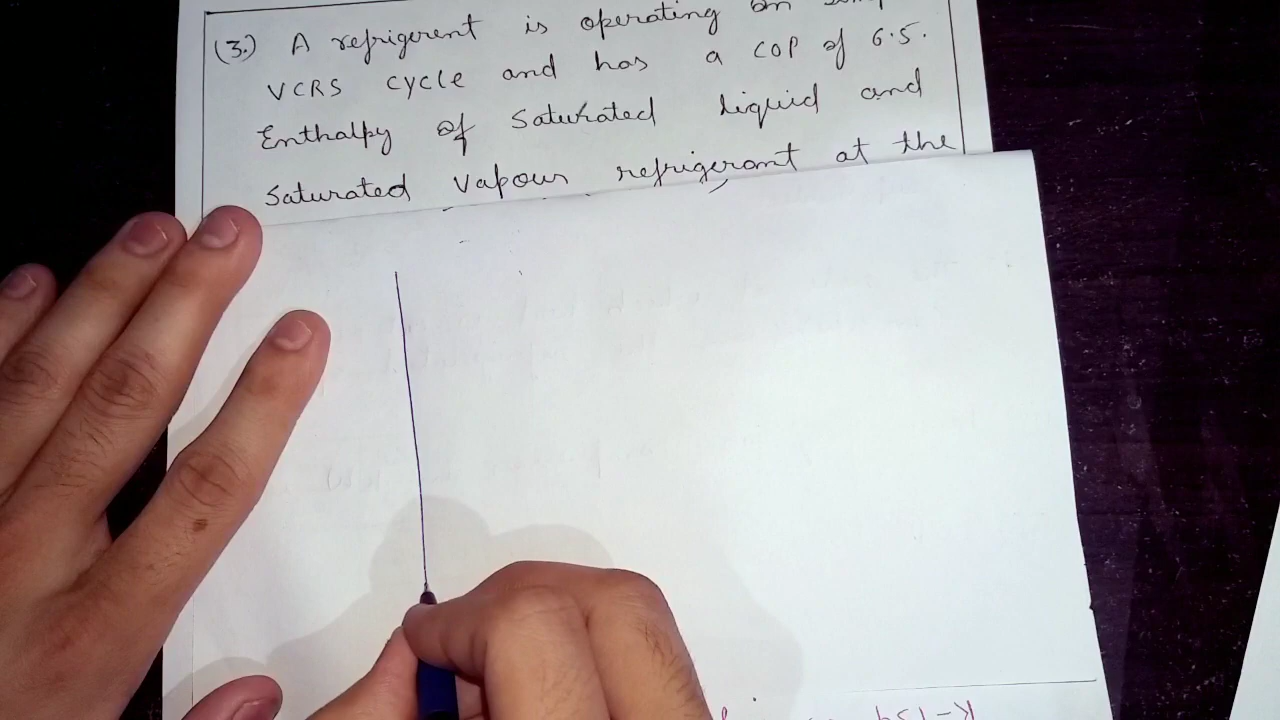 (3.) A refrigerent is operating on
VCRS cycle and has a COP of 6.5.
Enthalpy of Saturated liquid and
Saturated Vapour refrigerant at the